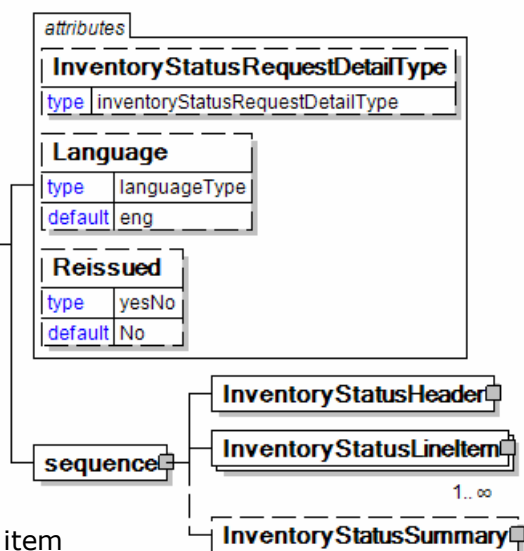 attributes
InventoryStatusRequestDetailType
type inventoryStatusRequestDetailType
Language
type languageType
default eng
Reissued
type yesNo
default No
InventoryStatusHeader
sequence
InventoryStatusLineItem
1..∞
item
InventoryStatusSummary